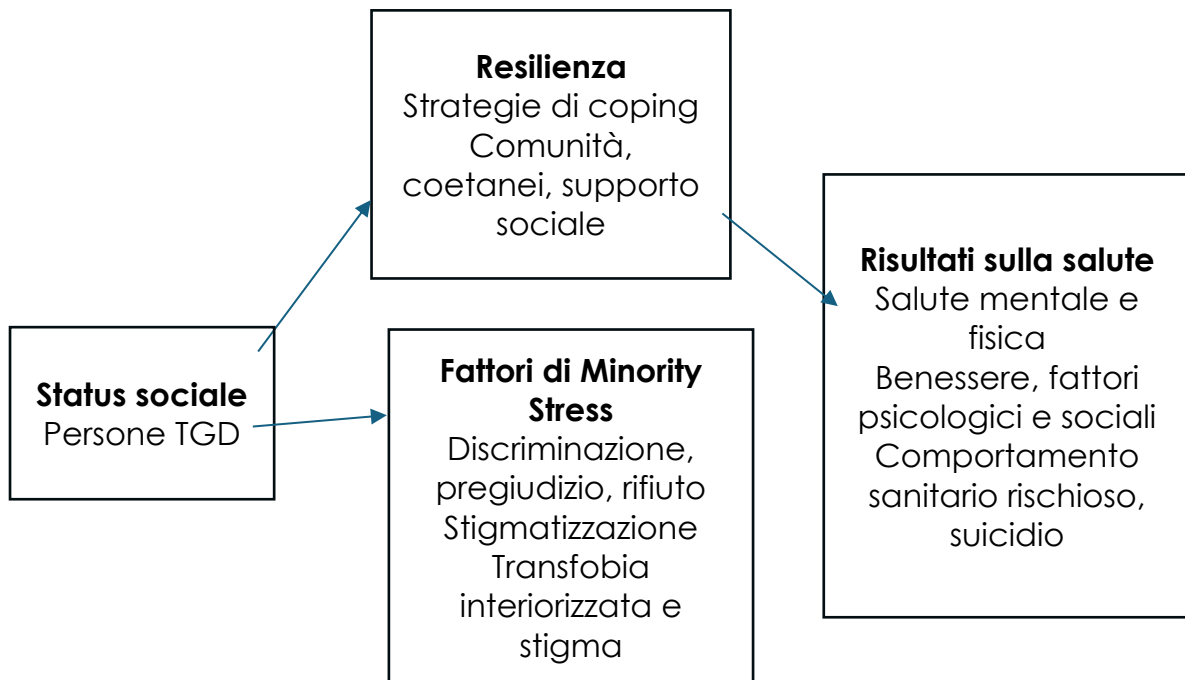 Resilienza
Strategie di coping
Comunità,
coetanei, supporto
sociale
Status sociale
Persone TGD
Fattori di Minority
Stress
Discriminazione,
pregiudizio, rifiuto
Stigmatizzazione
Transfobia
interiorizzata e
stigma
Risultati sulla salute
Salute mentale e
fisica
Benessere, fattori
psicologici e sociali
Comportamento
sanitario rischioso,
suicidio